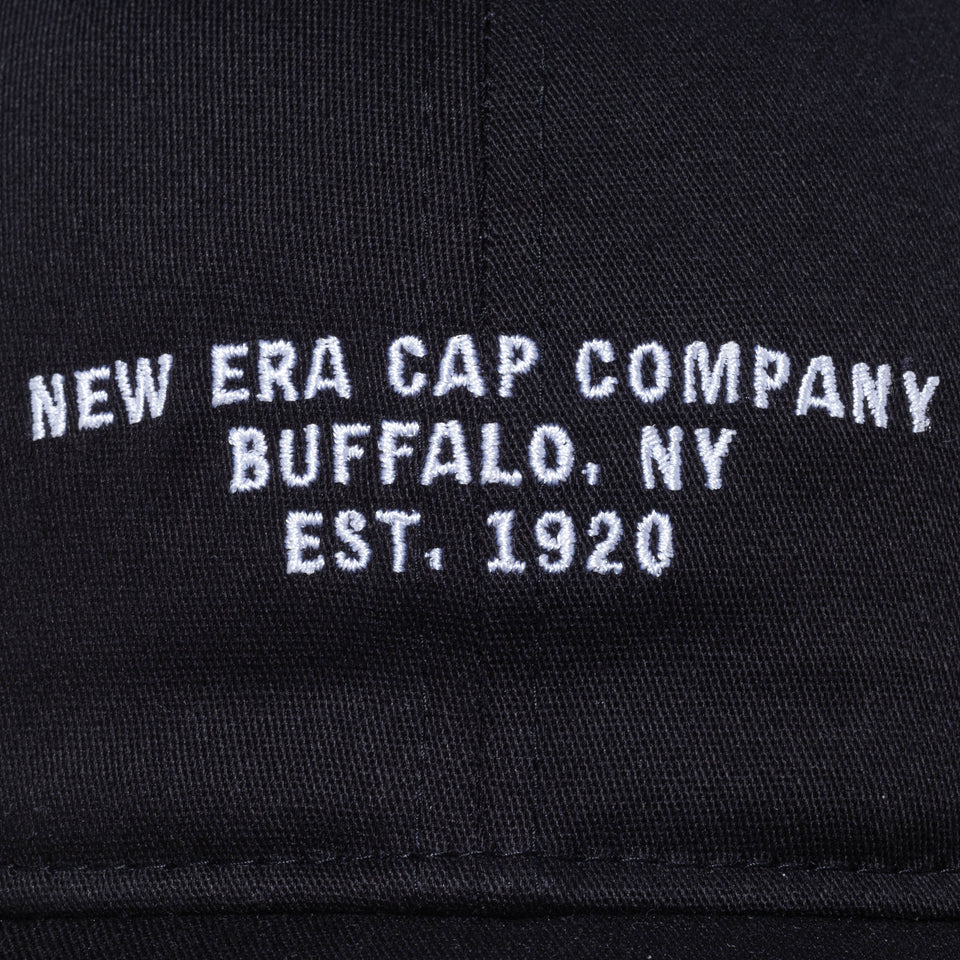 NEW ERA CAP COMPANY
BUFFALO, NY
EST. 1920